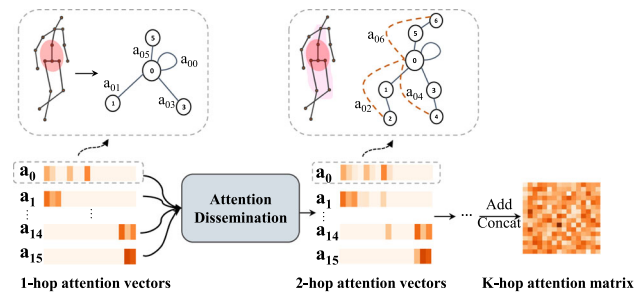 5
a05
0
a00
a01
a03
1
3
6
5
a06
0
1
3
a02
a04
2
4
a0
a1
⋮
⋮
a14
a15
Attention
Dissemination
a0
a1
⋮
a14
a15
...
Add
Concat
1-hop attention vectors
2-hop attention vectors
K-hop attention matrix